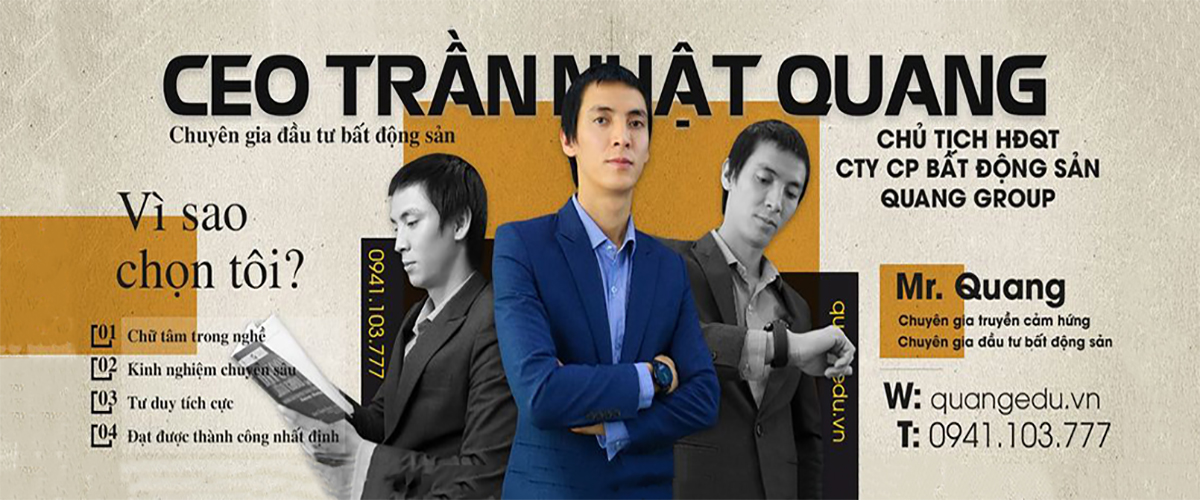 CEO TRẦN NHẬT QUANG
Chuyên gia đầu tư bất động sản
CHỦ TỊCH HĐQT
CTY CP BẤT ĐỘNG SẢN
QUANG GROUP
Vì sao
chọn tôi?
01 Chữ tâm trong nghề
02 Kinh nghiệm chuyên sâu
03 Tư duy tích cực
04 Đạt được thành công nhất định
0941.103.777
edu.vn
Mr. Quang
Chuyên gia truyền cảm hứng
Chuyên gia đầu tư bất động sản
W: quangedu.vn
T: 0941.103.777